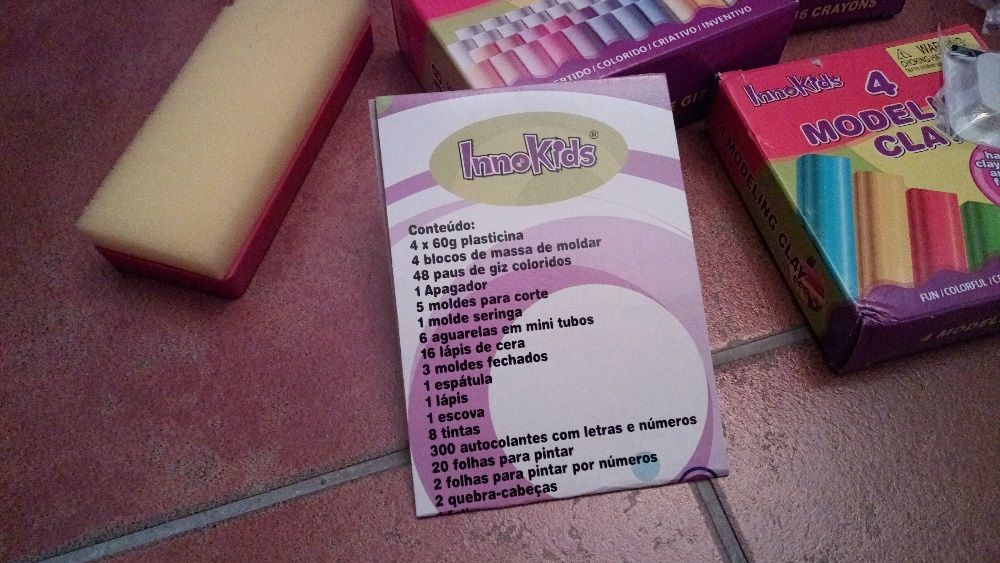 16 CRAYONS
DIVERTIDO / COLORIDO / CRIATIVO / INVENTIVO
GIZ
InnoKids
4
WARNING
MODELING
CLAY
4 MODELING CLAY
FUN / COLORFUL /
4 MODELING
InnoKids®
Conteúdo:
4 x 60g plasticina
4 blocos de massa de moldar
48 paus de giz coloridos
1 Apagador
5 moldes para corte
1 molde seringa
6 aguarelas em mini tubos
16 lápis de cera
3 moldes fechados
1 espátula
1 lápis
1 escova
8 tintas
300 autocolantes com letras e números
20 folhas para pintar
2 folhas para pintar por números
2 quebra-cabeças